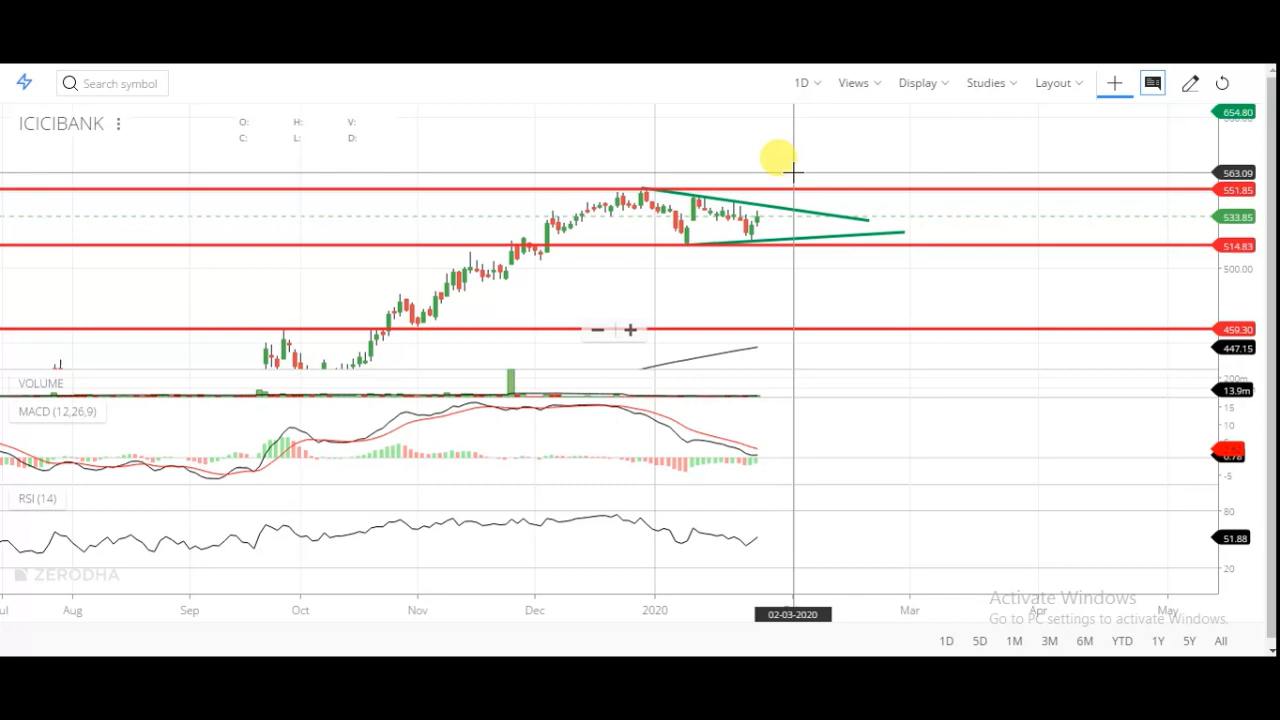 Search symbol 1D Views Display Studies Layout
654.80
ICICIBANK O: H: V:
C: L: D:
563.09
551.85
533.85
514.83
500.00
459.30
447.15
VOLUME
13.9m
MACD (12,26,9)
15
10
-5
RSI (14)
80
51.88
20
ZERODHA
Aug Sep Oct Nov Dec 2020 Mar Apr May
02-03-2020
Activate Windows
Go to PC settings to activate Windows.
1D 5D 1M 3M 6M YTD 1Y 5Y All